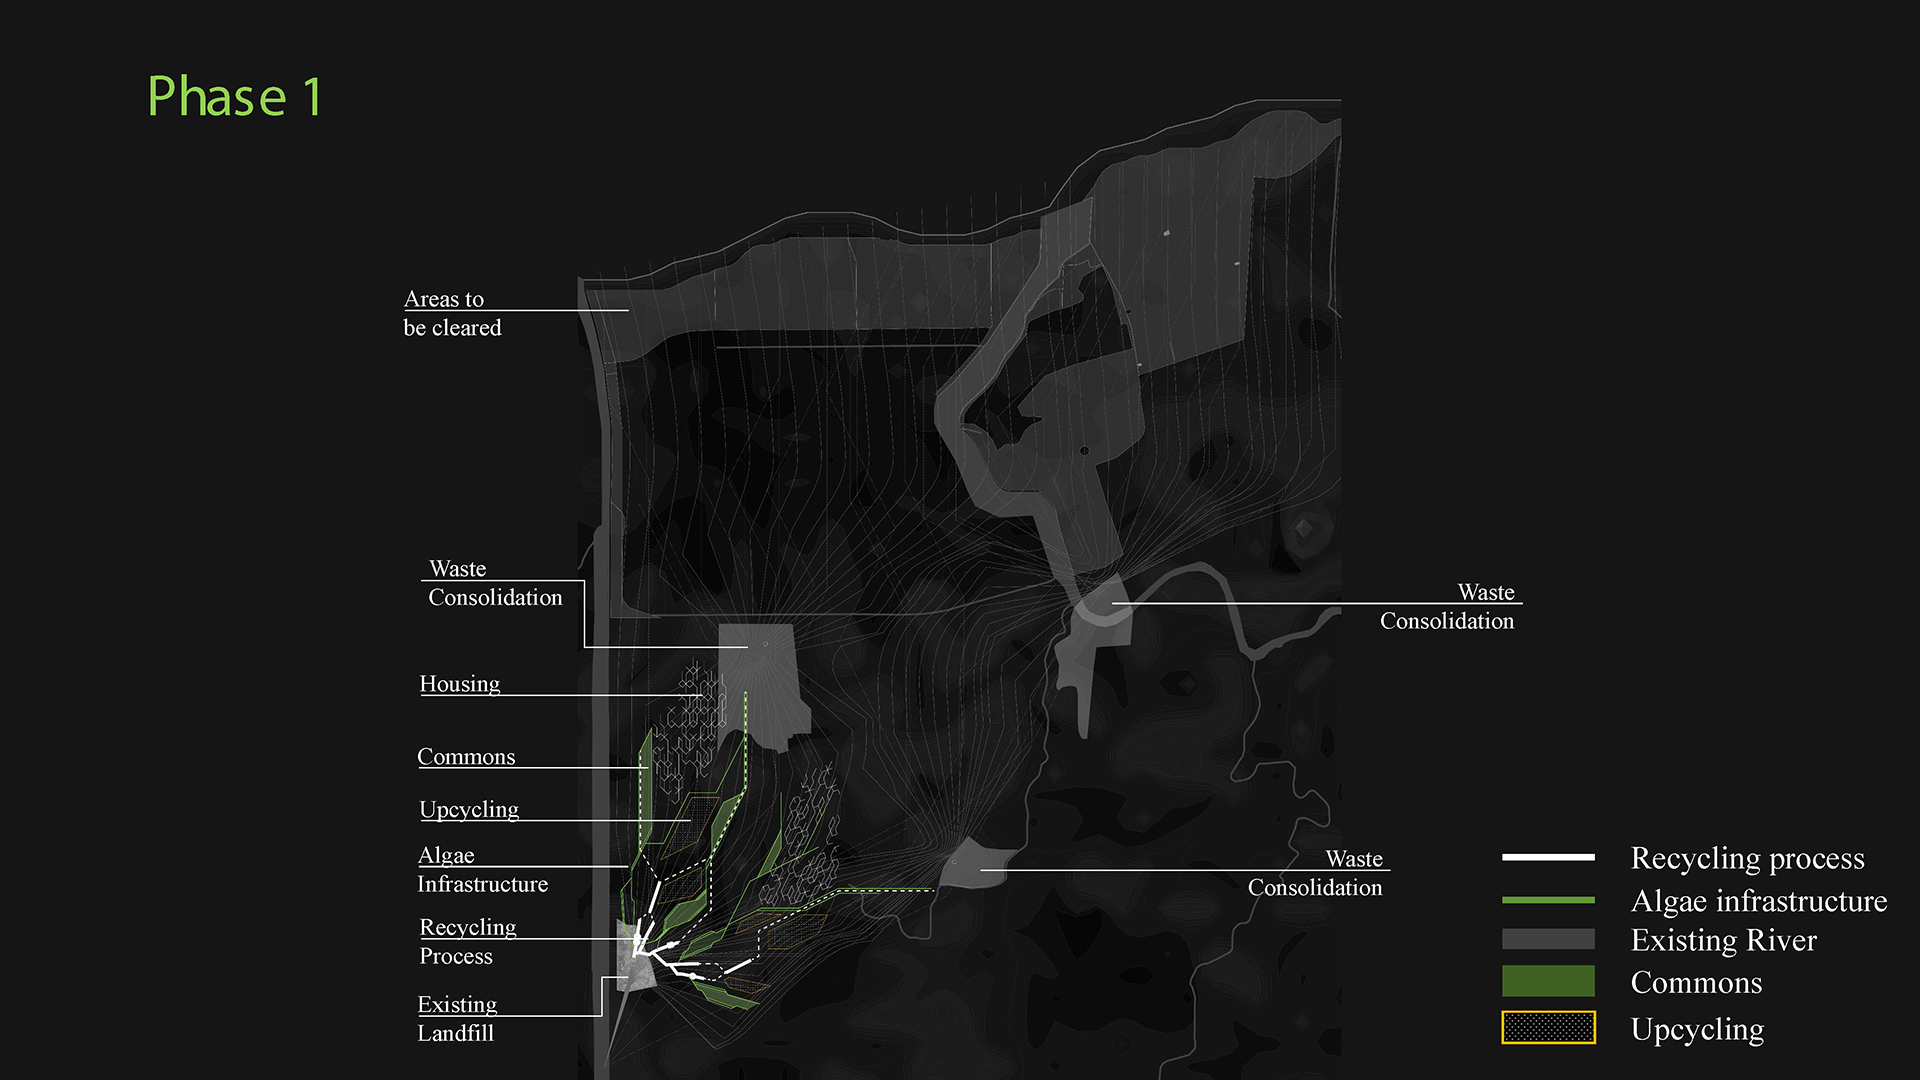 Phase 1
Areas to
be cleared
Waste
Consolidation
Housing
Commons
Upcycling
Algae
Infrastructure
Recycling
Process
Existing
Landfill
Waste
Consolidation
Waste
Consolidation
Recycling process
Algae infrastructure
Existing River
Commons
Upcycling